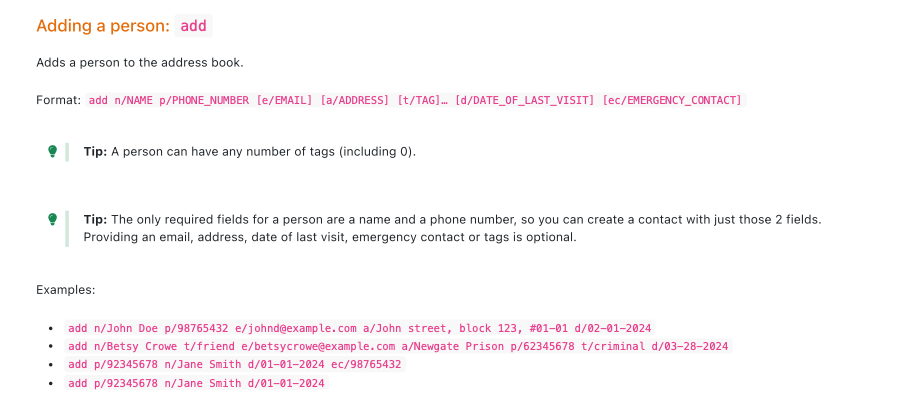 Adding a person: add
Adds a person to the address book.
Format: add n/NAME p/PHONE_NUMBER [e/EMAIL] [a/ADDRESS] [t/TAG]… [d/DATE_OF_LAST_VISIT] [ec/EMERGENCY_CONTACT]
Tip: A person can have any number of tags (including 0).
Tip: The only required fields for a person are a name and a phone number, so you can create a contact with just those 2 fields.
Providing an email, address, date of last visit, emergency contact or tags is optional.
Examples:
• add n/John Doe p/98765432 e/johnd@example.com a/John street, block 123, #01-01 d/02-01-2024
• add n/Betsy Crowe t/friend e/betsycrowe@example.com a/Newgate Prison p/62345678 t/criminal d/03-28-2024
• add p/92345678 n/Jane Smith d/01-01-2024 ec/98765432
• add p/92345678 n/Jane Smith d/01-01-2024